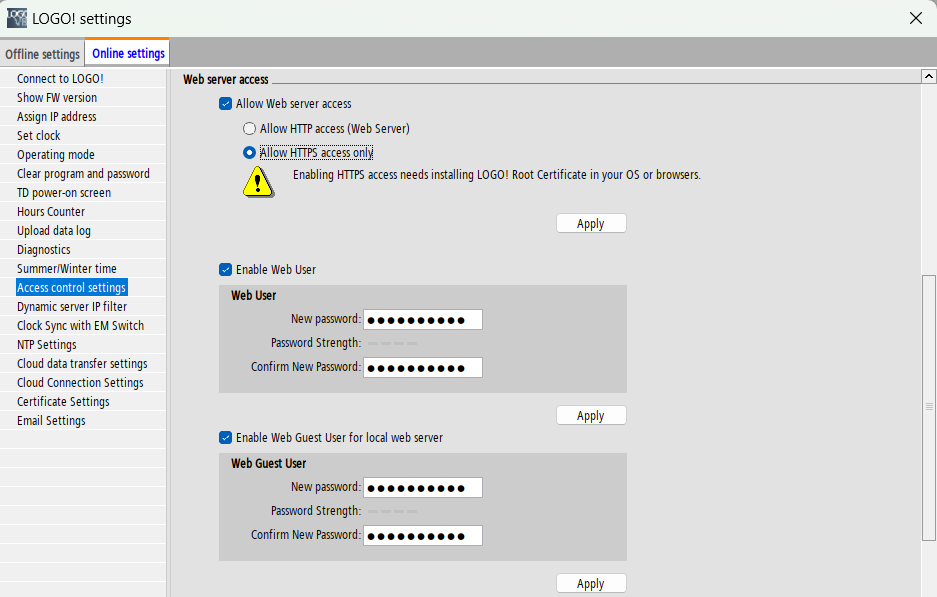 LOGO! settings
Offline settings
Online settings
Connect to LOGO!
Show FW version
Assign IP address
Set clock
Operating mode
Clear program and password
TD power-on screen
Hours Counter
Upload data log
Diagnostics
Summer/Winter time
Access control settings
Dynamic server IP filter
Clock Sync with EM Switch
NTP Settings
Cloud data transfer settings
Cloud Connection Settings
Certificate Settings
Email Settings
Web server access
Allow Web server access
Allow HTTP access (Web Server)
Allow HTTPS access only
Enabling HTTPS access needs installing LOGO! Root Certificate in your OS or browsers.
Apply
Enable Web User
Web User
New password: ●●●●●●●●●●
Password Strength:
Confirm New Password: ●●●●●●●●●●
Apply
Enable Web Guest User for local web server
Web Guest User
New password: ●●●●●●●●●●
Password Strength:
Confirm New Password: ●●●●●●●●●●
Apply